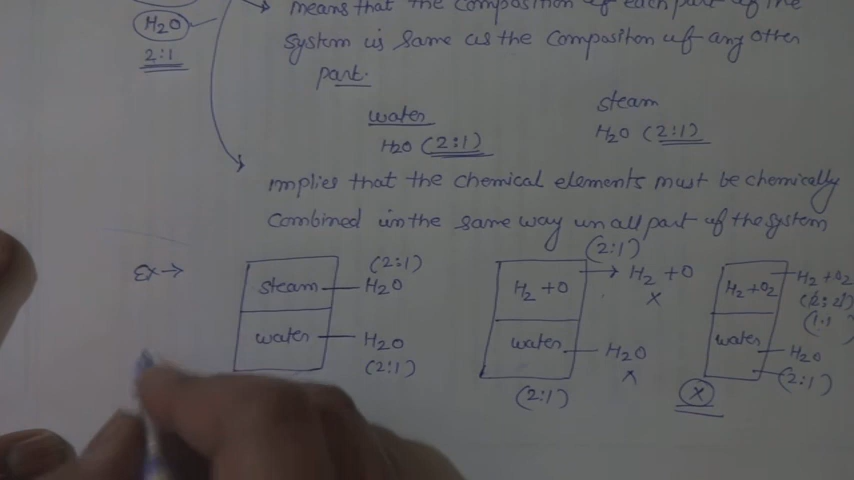 means that the composition of each part of the
H2O
system is same as the composition of any other
2:1
part.
water
steam
H2O (2:1)
H2O (2:1)
implies that the chemical elements must be chemically
combined in the same way in all part of the system
Ex →
steam
(2:1)
H2O
water
H2O
(2:1)
(2:1)
H2 + O
H2 + O
x
water
H2O
x
(2:1)
H2 + O2
H2 + O2
(1:1)
water
H2O
(2:1)
x